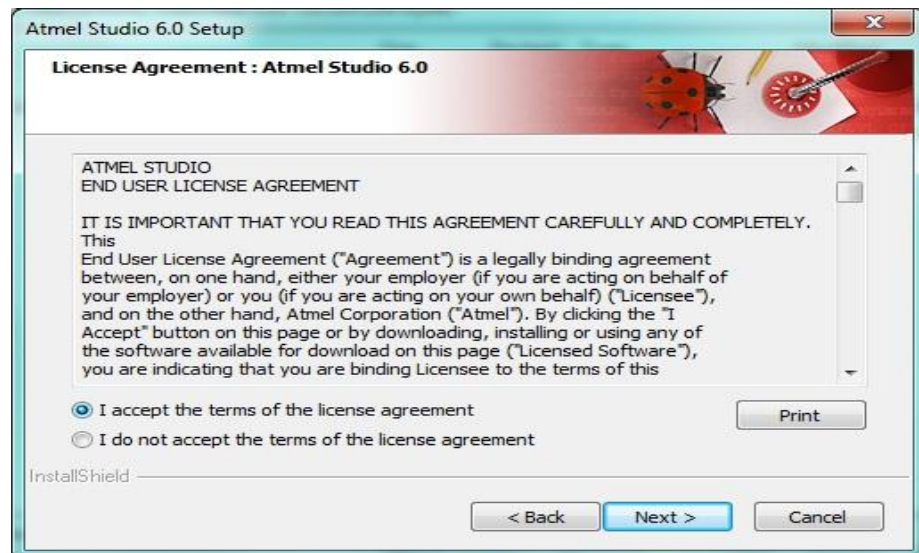 Atmel Studio 6.0 Setup
License Agreement : Atmel Studio 6.0
ATMEL STUDIO
END USER LICENSE AGREEMENT
IT IS IMPORTANT THAT YOU READ THIS AGREEMENT CAREFULLY AND COMPLETELY.
This
End User License Agreement ("Agreement") is a legally binding agreement
between, on one hand, either your employer (if you are acting on behalf of
your employer) or you (if you are acting on your own behalf) ("Licensee"),
and on the other hand, Atmel Corporation ("Atmel"). By clicking the "I
Accept" button on this page or by downloading, installing or using any of
the software available for download on this page ("Licensed Software"),
you are indicating that you are binding Licensee to the terms of this
I accept the terms of the license agreement
Print
I do not accept the terms of the license agreement
InstallShield
< Back Next > Cancel